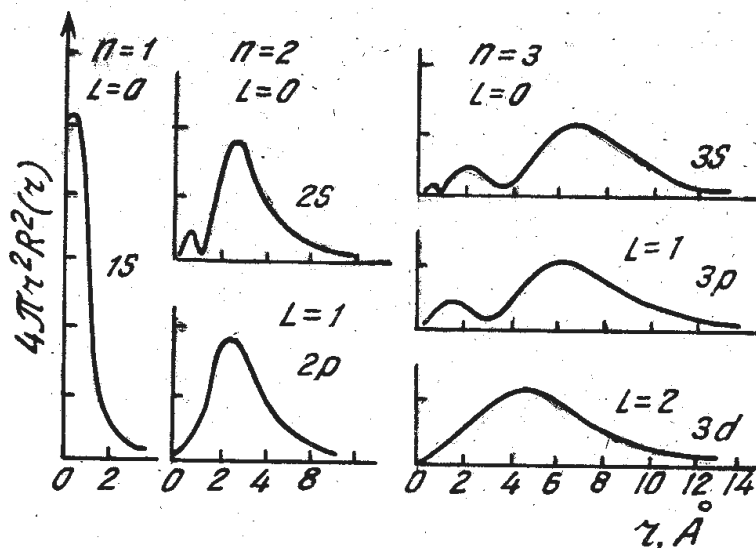 4πr²R²(r)
n=1
L=0
1S
0 2
n=2
L=0
2S
L=1
2p
0 2 4 8
n=3
L=0
3S
L=1
3p
L=2
3d
0 2 4 6 8 10 12 14
r, Å